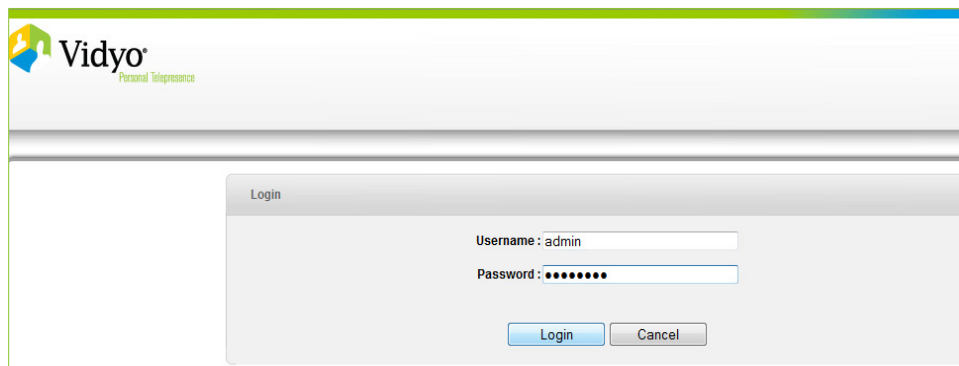 Vidyo®
Personal Telepresence
Login
Username : admin
Password : ●●●●●●●●
Login Cancel